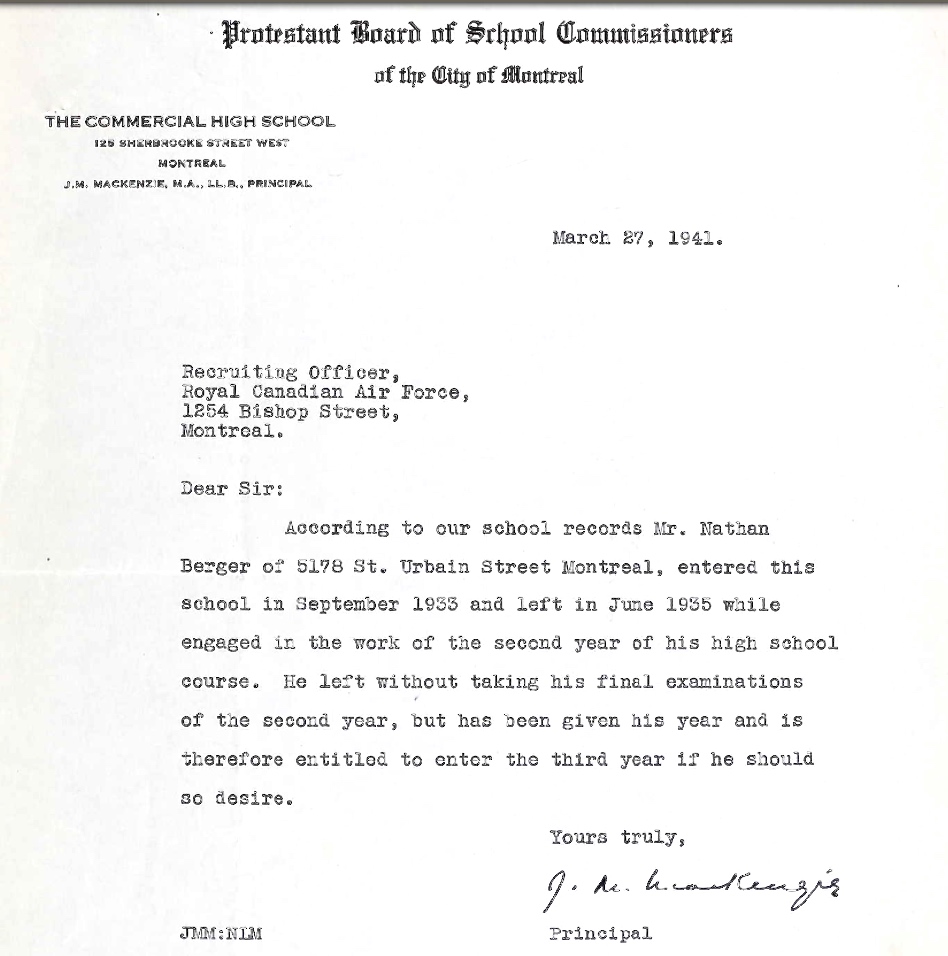 Protestant Board of School Commissioners
of the City of Montreal
THE COMMERCIAL HIGH SCHOOL
125 SHERBROOKE STREET WEST
MONTREAL
J.M. MACKENZIE, M.A., LL.B., PRINCIPAL
March 27, 1941.
Recruiting Officer,
Royal Canadian Air Force,
1254 Bishop Street,
Montreal.
Dear Sir:
According to our school records Mr. Nathan
Berger of 5178 St. Urbain Street Montreal, entered this
school in September 1933 and left in June 1935 while
engaged in the work of the second year of his high school
course. He left without taking his final examinations
of the second year, but has been given his year and is
therefore entitled to enter the third year if he should
so desire.
Yours truly,
J. M. MacKenzie
JMM:NIM Principal